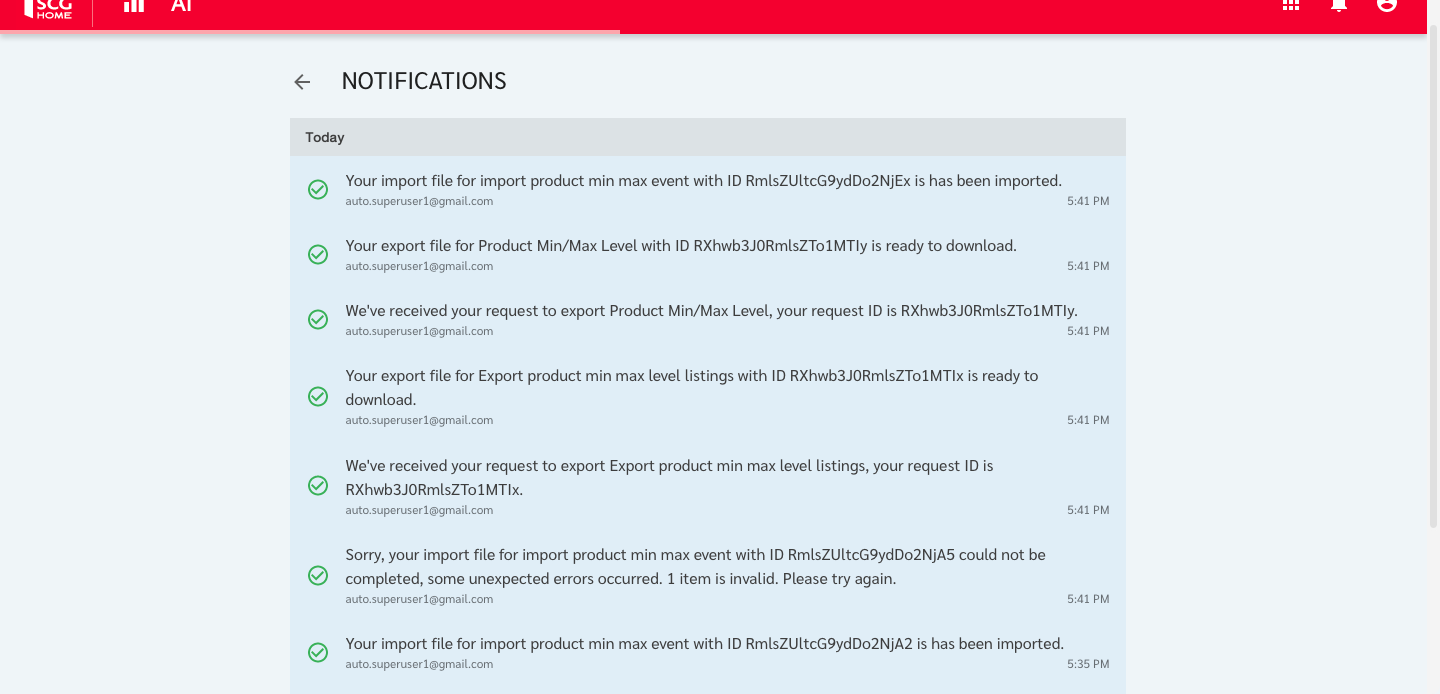 SCG
HOME
AI
NOTIFICATIONS
Today
Your import file for import product min max event with ID RmlsZUltcG9ydDo2NjEx is has been imported.
auto.superuser1@gmail.com 5:41 PM
Your export file for Product Min/Max Level with ID RXhwb3J0RmlsZTo1MTIy is ready to download.
auto.superuser1@gmail.com 5:41 PM
We've received your request to export Product Min/Max Level, your request ID is RXhwb3J0RmlsZTo1MTIy.
auto.superuser1@gmail.com 5:41 PM
Your export file for Export product min max level listings with ID RXhwb3J0RmlsZTo1MTIx is ready to
download.
auto.superuser1@gmail.com 5:41 PM
We've received your request to export Export product min max level listings, your request ID is
RXhwb3J0RmlsZTo1MTIx.
auto.superuser1@gmail.com 5:41 PM
Sorry, your import file for import product min max event with ID RmlsZUltcG9ydDo2NjA5 could not be
completed, some unexpected errors occurred. 1 item is invalid. Please try again.
auto.superuser1@gmail.com 5:41 PM
Your import file for import product min max event with ID RmlsZUltcG9ydDo2NjA2 is has been imported.
auto.superuser1@gmail.com 5:35 PM